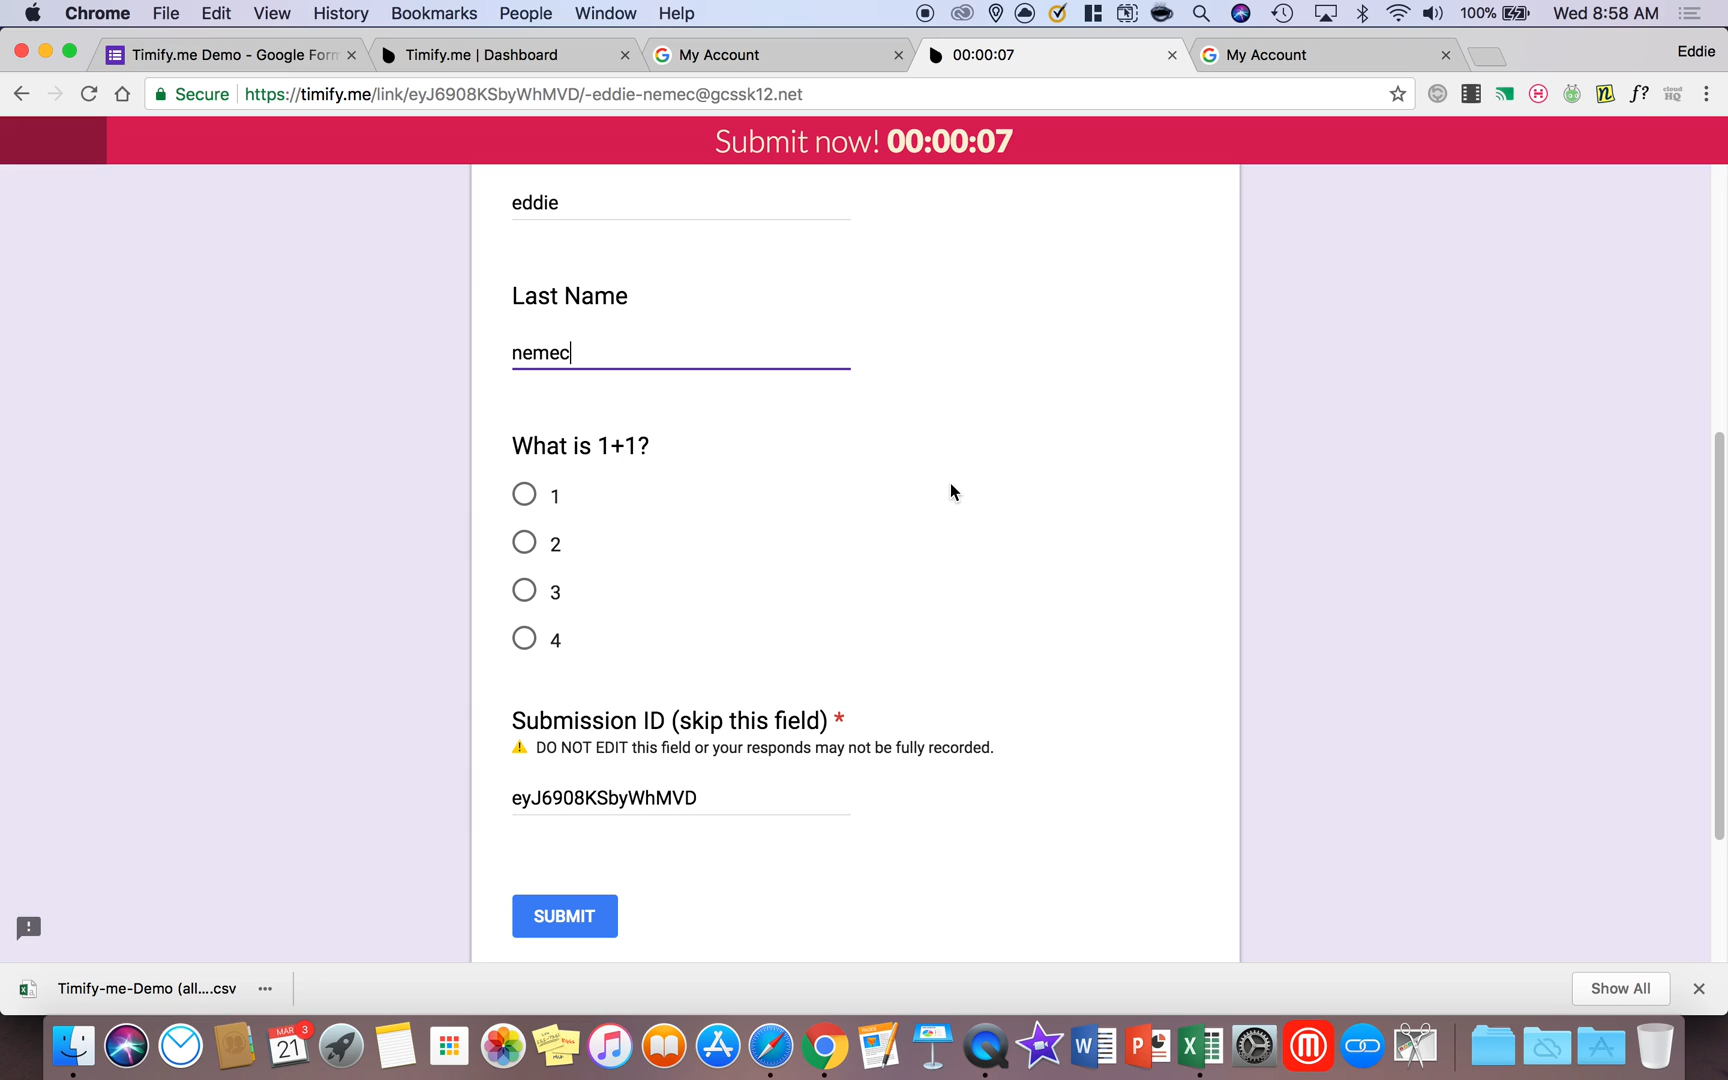 Chrome File Edit View History Bookmarks People Window Help 100% Wed 8:58 AM
Timify.me Demo - Google Form Timify.me | Dashboard My Account 00:00:07 My Account Eddie
Secure https://timify.me/link/eyJ6908KSbyWhMVD/-eddie-nemec@gcssk12.net f? cloud HQ
Submit now! 00:00:07
eddie
Last Name
nemec
What is 1+1?
1
2
3
4
Submission ID (skip this field) *
DO NOT EDIT this field or your responds may not be fully recorded.
eyJ6908KSbyWhMVD
SUBMIT
Timify-me-Demo (all....csv Show All
MAR 21 3